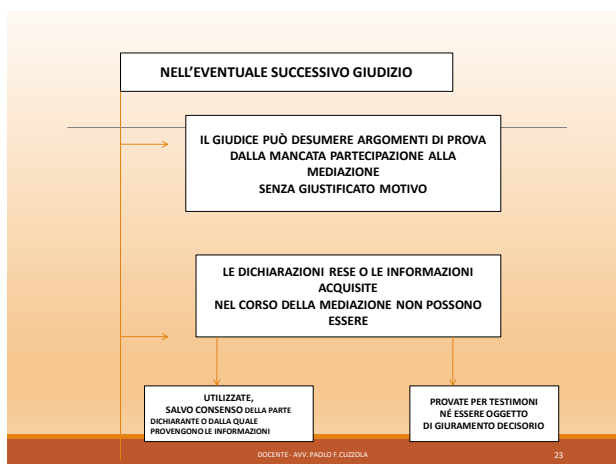 NELL'EVENTUALE SUCCESSIVO GIUDIZIO
IL GIUDICE PUÒ DESUMERE ARGOMENTI DI PROVA
DALLA MANCATA PARTECIPAZIONE ALLA
MEDIAZIONE
SENZA GIUSTIFICATO MOTIVO
LE DICHIARAZIONI RESE O LE INFORMAZIONI
ACQUISITE
NEL CORSO DELLA MEDIAZIONE NON POSSONO
ESSERE
UTILIZZATE,
SALVO CONSENSO DELLA PARTE
DICHIARANTE O DALLA QUALE
PROVENGONO LE INFORMAZIONI
PROVATE PER TESTIMONI
NÉ ESSERE OGGETTO
DI GIURAMENTO DECISORIO
DOCENTE - AVV. PAOLO F.CUZZOLA
23